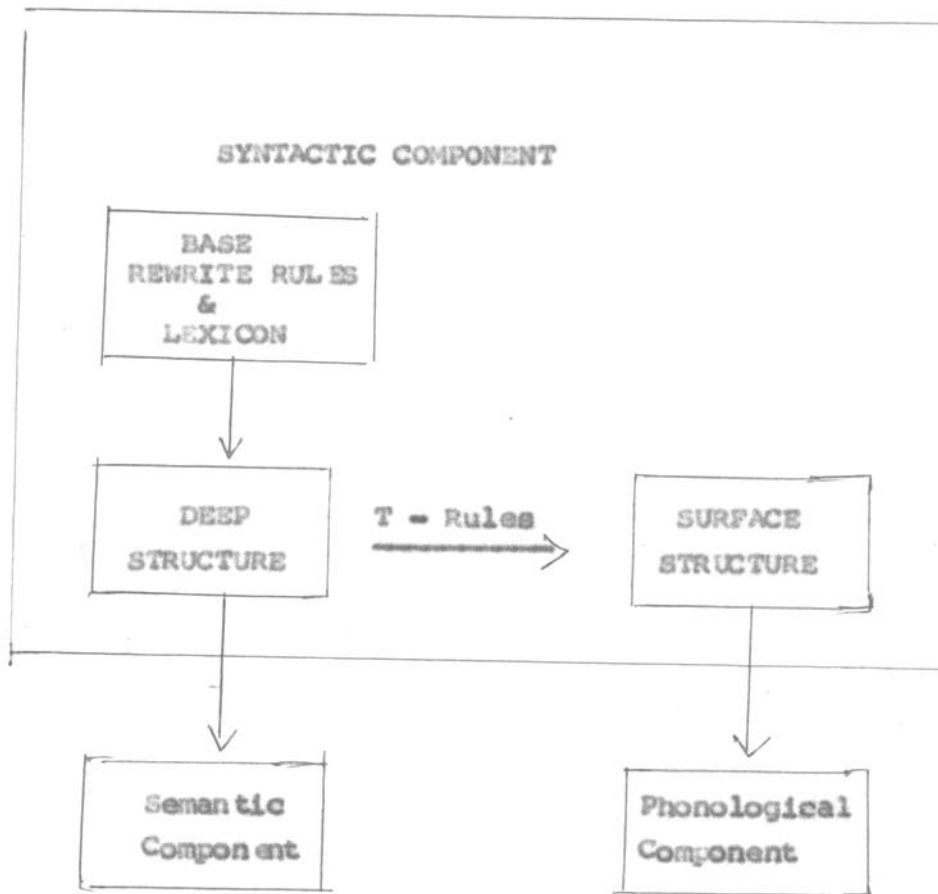 SYNTACTIC COMPONENT
BASE
REWRITE RULES
&
LEXICON
DEEP
STRUCTURE
T - Rules
SURFACE
STRUCTURE
Semantic
Component
Phonological
Component